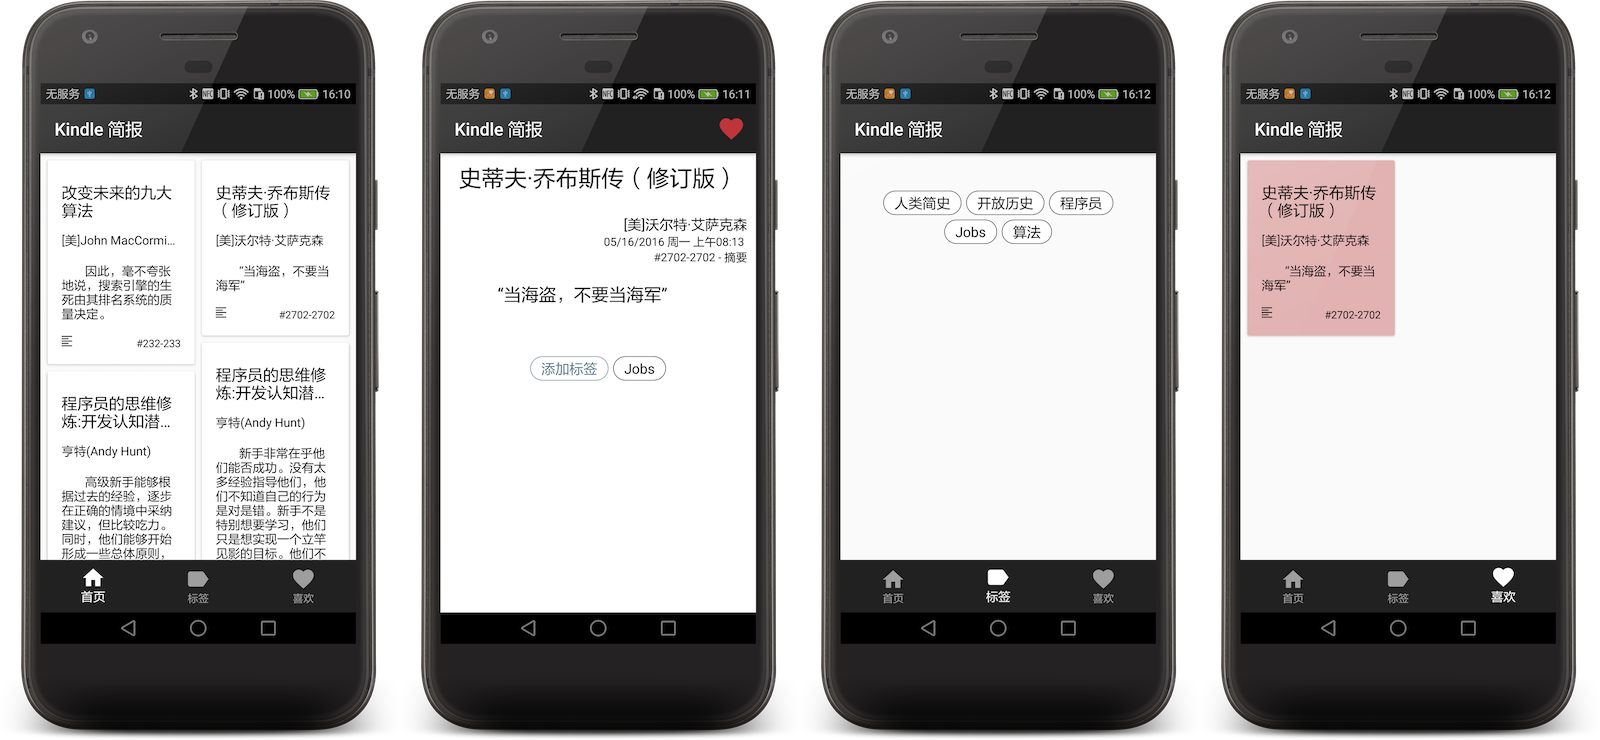 无服务 100% 16:10
Kindle 简报
改变未来的九大
算法
[美]John MacCormi...
因此，毫不夸张
地说，搜索引擎的生
死由其排名系统的质
量决定。
#232-233
程序员的思维修
炼:开发认知潜...
亨特(Andy Hunt)
高级新手能够根
据过去的经验，逐步
在正确的情境中采纳
建议，但比较吃力。
同时，他们能够开始
形成一些总体原则，
史蒂夫·乔布斯传
（修订版）
[美]沃尔特·艾萨克森
“当海盗，不要当
海军”
#2702-2702
程序员的思维修
炼:开发认知潜...
亨特(Andy Hunt)
新手非常在乎他
们能否成功。没有太
多经验指导他们，他
们不知道自己的行为
是对是错。新手不是
特别想要学习，他们
只是想实现一个立竿
见影的目标。他们不
首页 标签 喜欢
无服务 NFC 100% 16:11
Kindle 简报
史蒂夫·乔布斯传（修订版）
[美]沃尔特·艾萨克森
05/16/2016 周一 上午08:13
#2702-2702 - 摘要
“当海盗，不要当海军”
添加标签 Jobs
无服务 NFC 100% 16:12
Kindle 简报
人类简史 开放历史 程序员
Jobs 算法
首页 标签 喜欢
无服务 NFC 100% 16:12
Kindle 简报
史蒂夫·乔布斯传
（修订版）
[美]沃尔特·艾萨克森
“当海盗，不要当
海军”
#2702-2702
首页 标签 喜欢